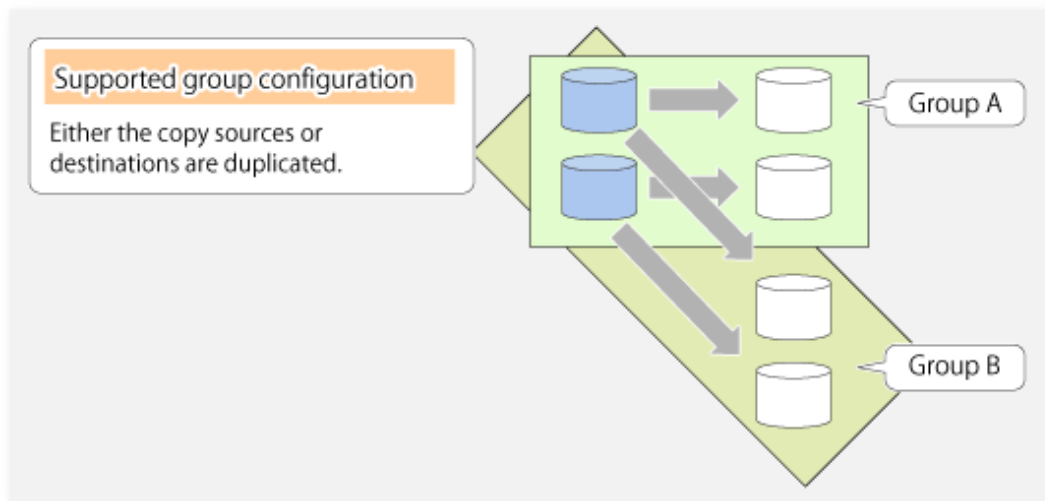 Supported group configuration
Either the copy sources or
destinations are duplicated.
Group A
Group B